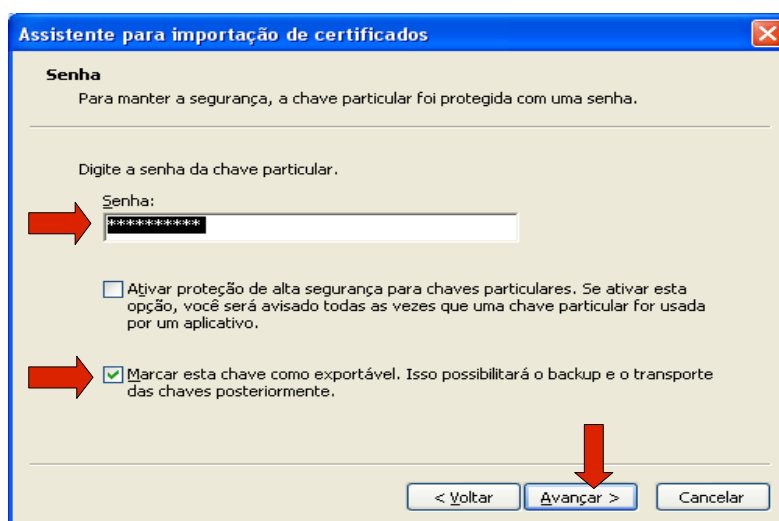 Assistente para importação de certificados
Senha
Para manter a segurança, a chave particular foi protegida com uma senha.
Digite a senha da chave particular.
Senha:
**********
Ativar proteção de alta segurança para chaves particulares. Se ativar esta
opção, você será avisado todas as vezes que uma chave particular for usada
por um aplicativo.
Marcar esta chave como exportável. Isso possibilitará o backup e o transporte
das chaves posteriormente.
< Voltar
Avançar >
Cancelar